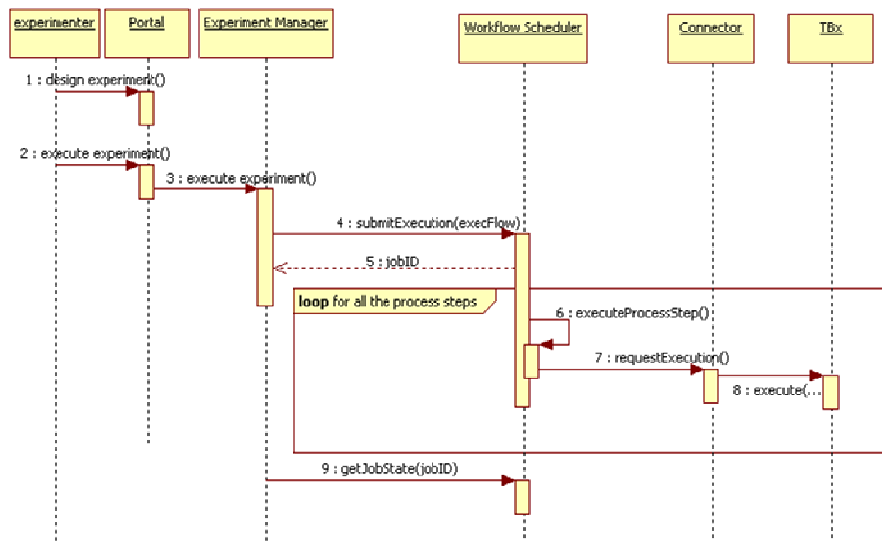 experimenter
Portal
Experiment Manager
Workflow Scheduler
Connector
TBx
1 : design experiment()
2 : execute experiment()
3 : execute experiment()
4 : submitExecution(execFlow)
5 : jobID
loop for all the process steps
6 : executeProcessStep()
7 : requestExecution()
8 : execute(...
9 : getJobState(jobID)